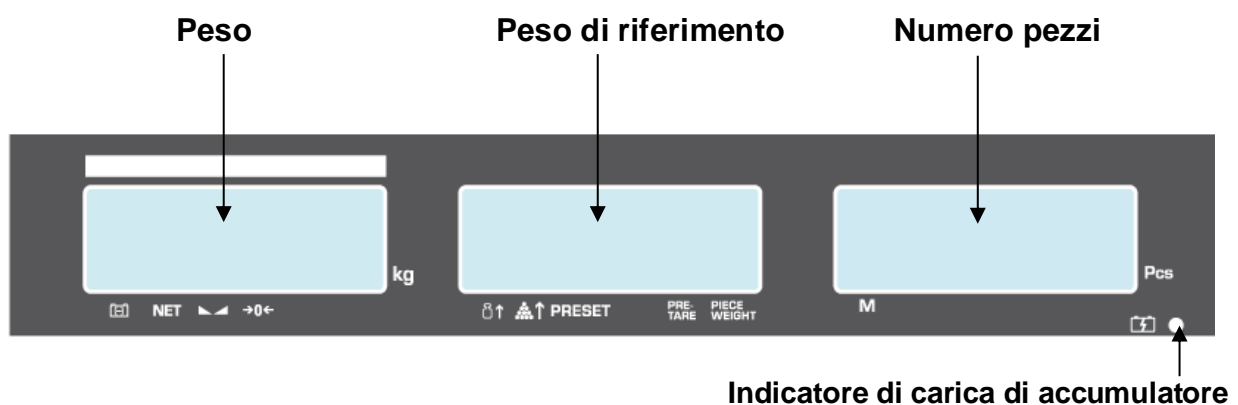 Peso Peso di riferimento Numero pezzi
kg
Pcs
NET →0← ↑ ↑ PRESET PRE-TARE PIECE WEIGHT M
Indicatore di carica di accumulatore